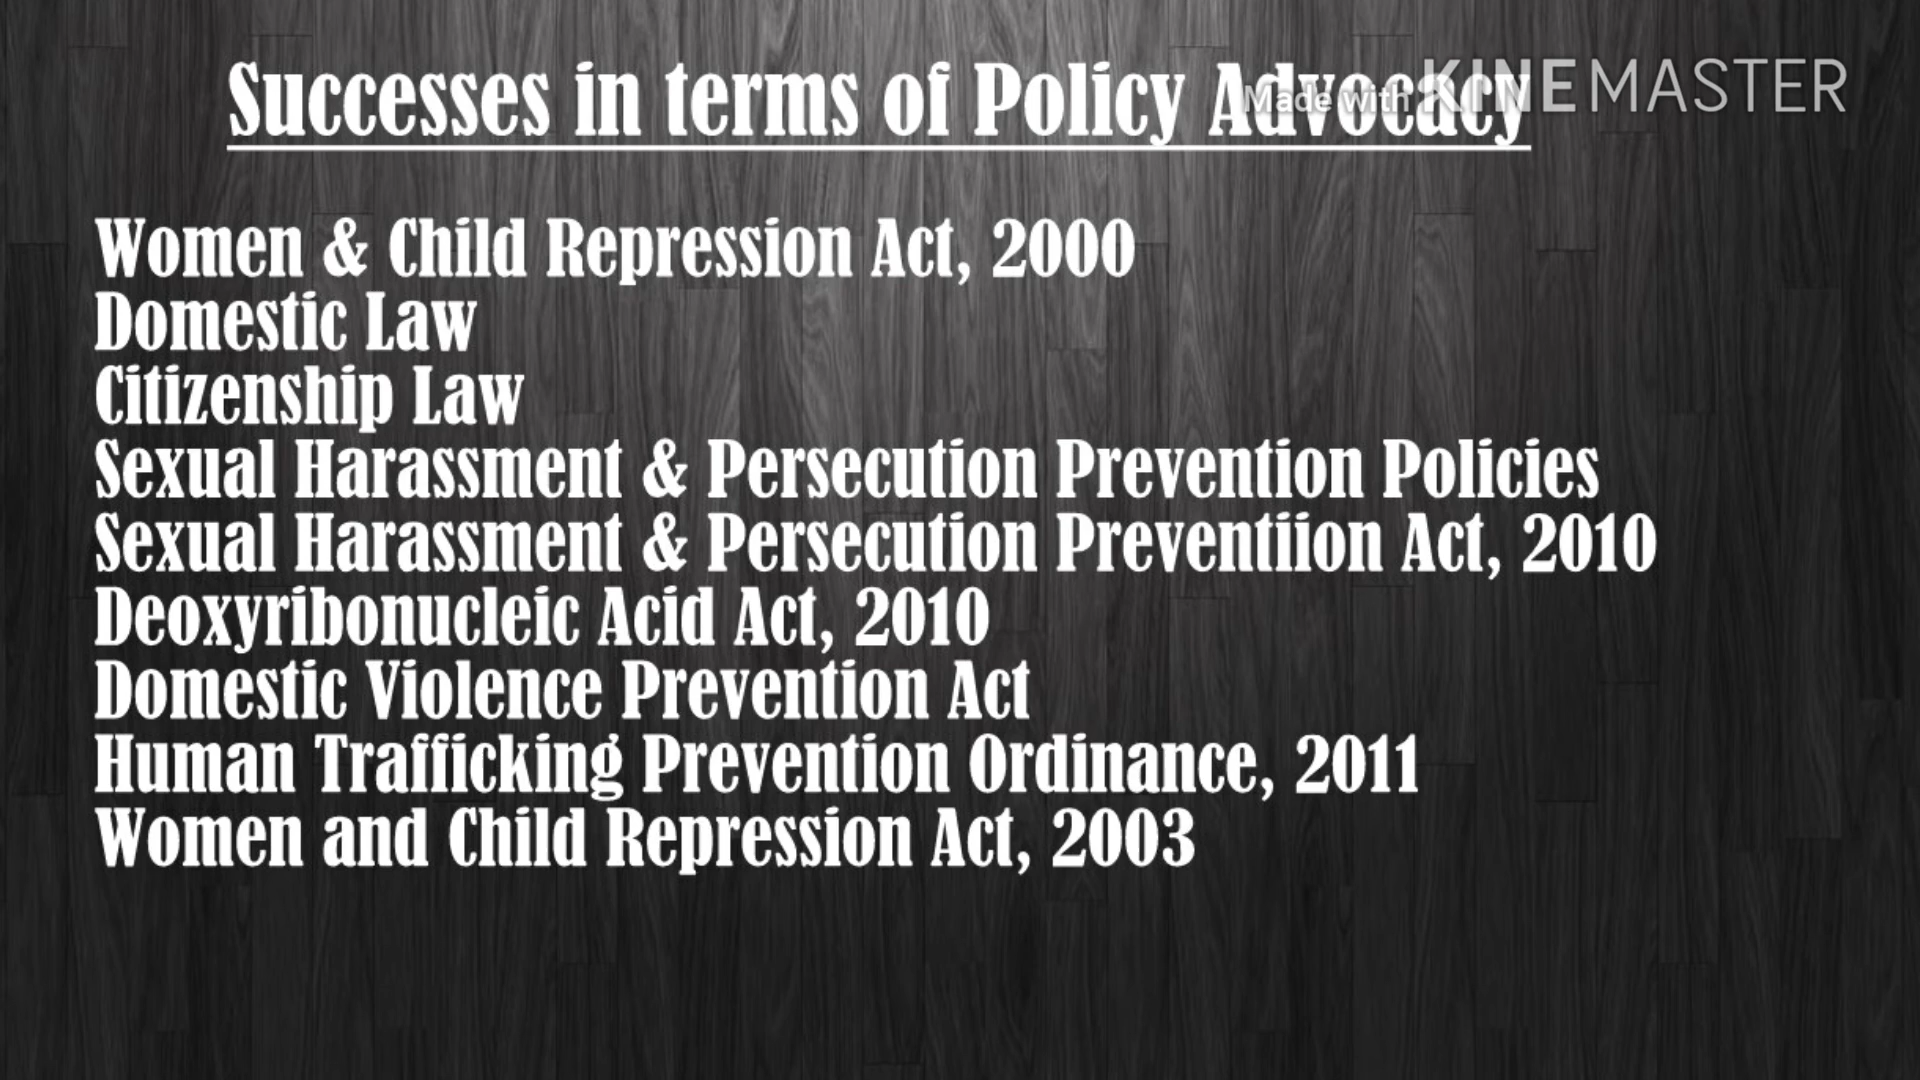 Successes in terms of Policy Advocacy
Made with KINEMASTER
Women & Child Repression Act, 2000
Domestic Law
Citizenship Law
Sexual Harassment & Persecution Prevention Policies
Sexual Harassment & Persecution Preventiion Act, 2010
Deoxyribonucleic Acid Act, 2010
Domestic Violence Prevention Act
Human Trafficking Prevention Ordinance, 2011
Women and Child Repression Act, 2003